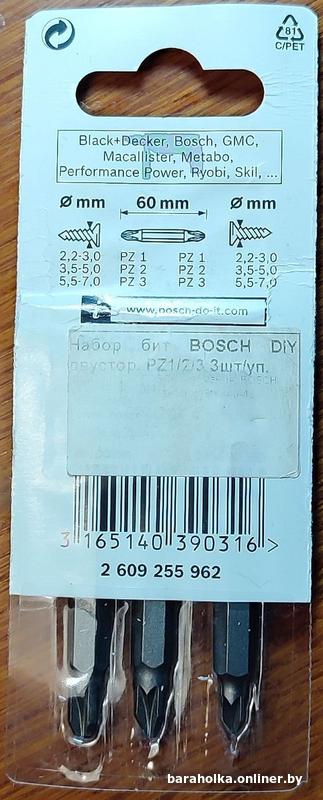 81
C/PET
Black+Decker, Bosch, GMC,
Macallister, Metabo,
Performance Power, Ryobi, Skil, ...
Ø mm 60 mm Ø mm
2,2-3,0 PZ 1 PZ 1 2,2-3,0
3,5-5,0 PZ 2 PZ 2 3,5-5,0
5,5-7,0 PZ 3 PZ 3 5,5-7,0
www.bosch-do-it.com
Набор бит BOSCH DIY
двустор. PZ1/2/3 3шт/уп.
3 165140 390316 >
2 609 255 962
baraholka.onliner.by